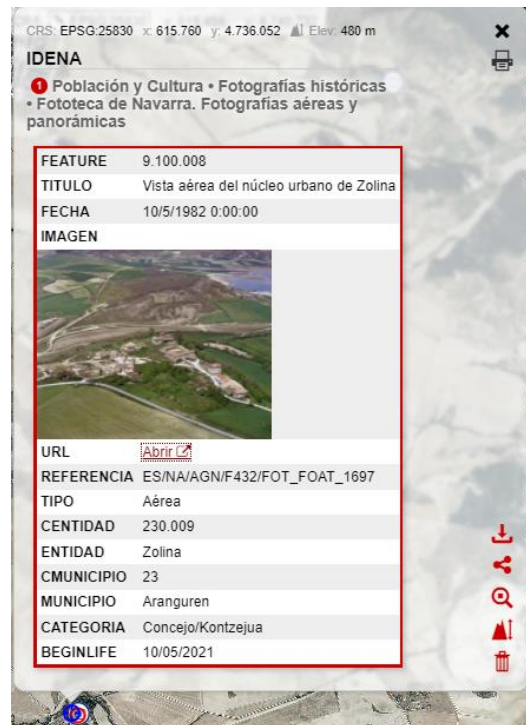 CRS: EPSG:25830 x: 615.760 y: 4.736.052 Elev: 480 m
IDENA
1 Población y Cultura • Fotografías históricas
• Fototeca de Navarra. Fotografías aéreas y
panorámicas
FEATURE 9.100.008
TITULO Vista aérea del núcleo urbano de Zolina
FECHA 10/5/1982 0:00:00
IMAGEN
URL Abrir
REFERENCIA ES/NA/AGN/F432/FOT_FOAT_1697
TIPO Aérea
CENTIDAD 230.009
ENTIDAD Zolina
CMUNICIPIO 23
MUNICIPIO Aranguren
CATEGORIA Concejo/Kontzejua
BEGINLIFE 10/05/2021